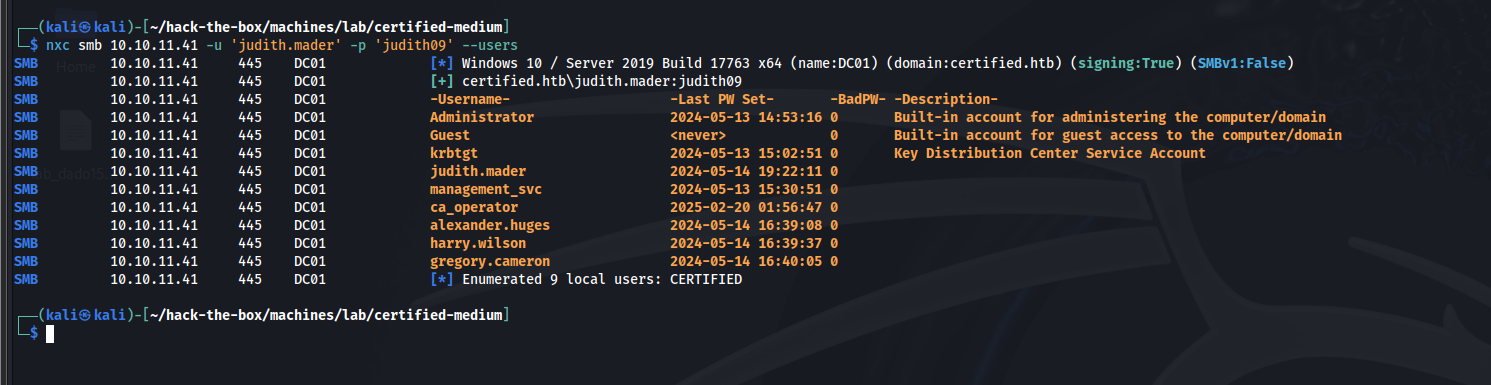 (kali㉿kali)-[~/hack-the-box/machines/lab/certified-medium]
$ nxc smb 10.10.11.41 -u 'judith.mader' -p 'judith09' --users
SMB 10.10.11.41 445 DC01 [*] Windows 10 / Server 2019 Build 17763 x64 (name:DC01) (domain:certified.htb) (signing:True) (SMBv1:False)
SMB 10.10.11.41 445 DC01 [+] certified.htb\judith.mader:judith09
SMB 10.10.11.41 445 DC01 -Username- -Last PW Set- -BadPW- -Description-
SMB 10.10.11.41 445 DC01 Administrator 2024-05-13 14:53:16 0 Built-in account for administering the computer/domain
SMB 10.10.11.41 445 DC01 Guest <never> 0 Built-in account for guest access to the computer/domain
SMB 10.10.11.41 445 DC01 krbtgt 2024-05-13 15:02:51 0 Key Distribution Center Service Account
SMB 10.10.11.41 445 DC01 judith.mader 2024-05-14 19:22:11 0
SMB 10.10.11.41 445 DC01 management_svc 2024-05-13 15:30:51 0
SMB 10.10.11.41 445 DC01 ca_operator 2025-02-20 01:56:47 0
SMB 10.10.11.41 445 DC01 alexander.huges 2024-05-14 16:39:08 0
SMB 10.10.11.41 445 DC01 harry.wilson 2024-05-14 16:39:37 0
SMB 10.10.11.41 445 DC01 gregory.cameron 2024-05-14 16:40:05 0
SMB 10.10.11.41 445 DC01 [*] Enumerated 9 local users: CERTIFIED
(kali㉿kali)-[~/hack-the-box/machines/lab/certified-medium]
$
Home